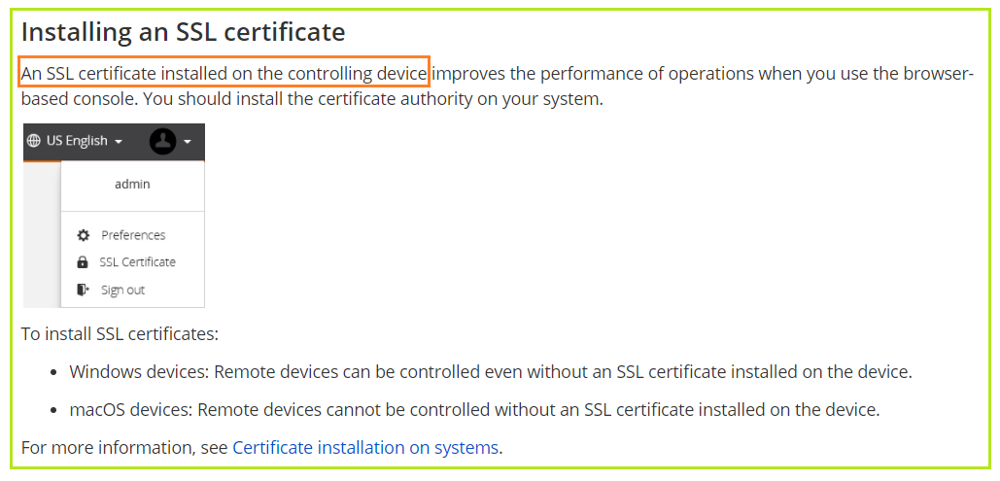 Installing an SSL certificate
An SSL certificate installed on the controlling device improves the performance of operations when you use the browser-
based console. You should install the certificate authority on your system.
US English
admin
Preferences
SSL Certificate
Sign out
To install SSL certificates:
• Windows devices: Remote devices can be controlled even without an SSL certificate installed on the device.
• macOS devices: Remote devices cannot be controlled without an SSL certificate installed on the device.
For more information, see Certificate installation on systems.